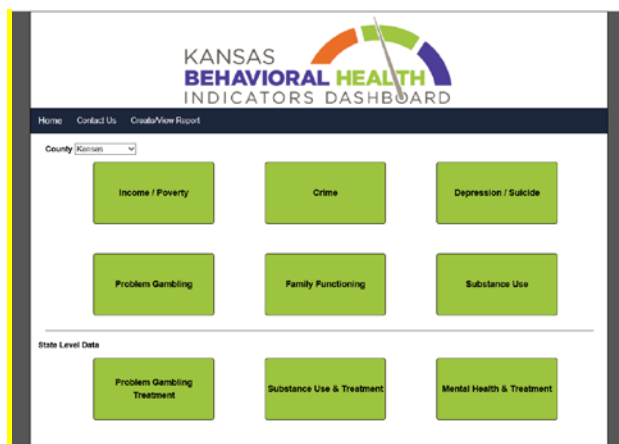 KANSAS
BEHAVIORAL HEALTH
INDICATORS DASHBOARD
Home Contact Us Create/View Report
County Kansas
Income / Poverty Crime Depression / Suicide
Problem Gambling Family Functioning Substance Use
State Level Data
Problem Gambling
Treatment Substance Use & Treatment Mental Health & Treatment